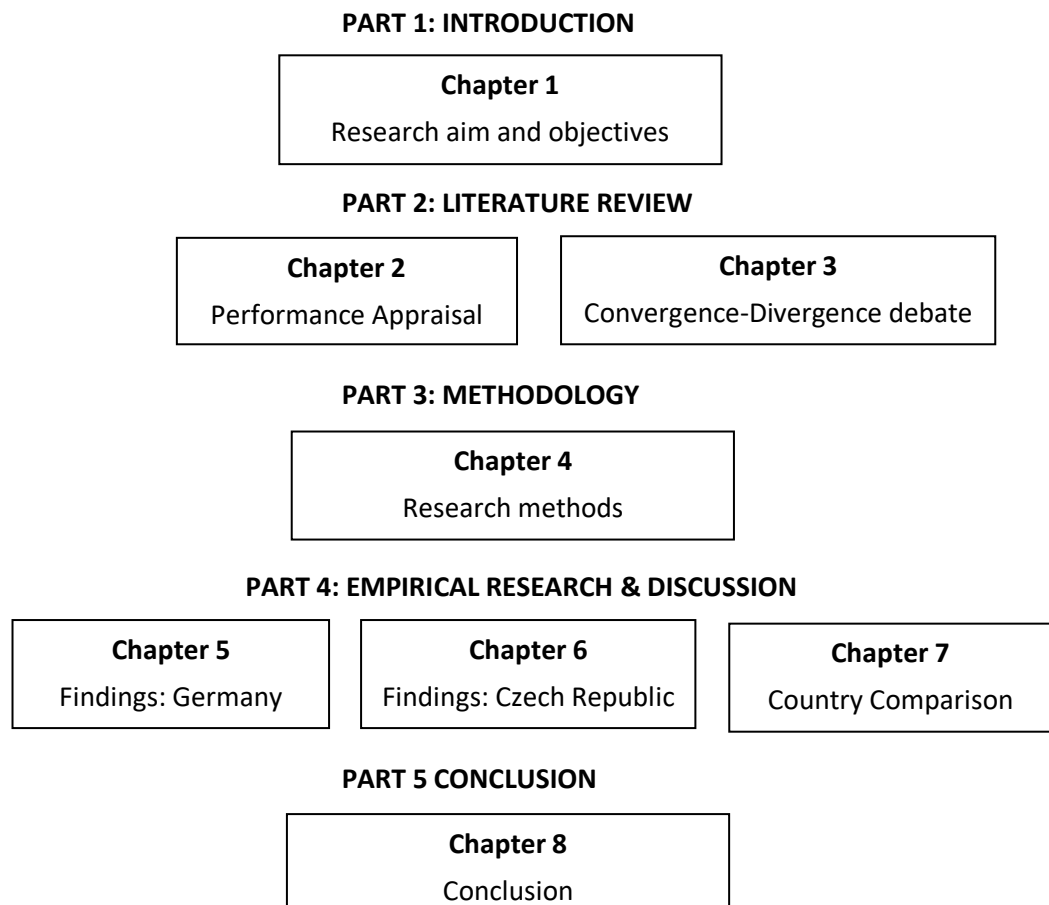 PART 1: INTRODUCTION
Chapter 1
Research aim and objectives
PART 2: LITERATURE REVIEW
Chapter 2
Performance Appraisal
Chapter 3
Convergence-Divergence debate
PART 3: METHODOLOGY
Chapter 4
Research methods
PART 4: EMPIRICAL RESEARCH & DISCUSSION
Chapter 5
Findings: Germany
Chapter 6
Findings: Czech Republic
Chapter 7
Country Comparison
PART 5 CONCLUSION
Chapter 8
Conclusion